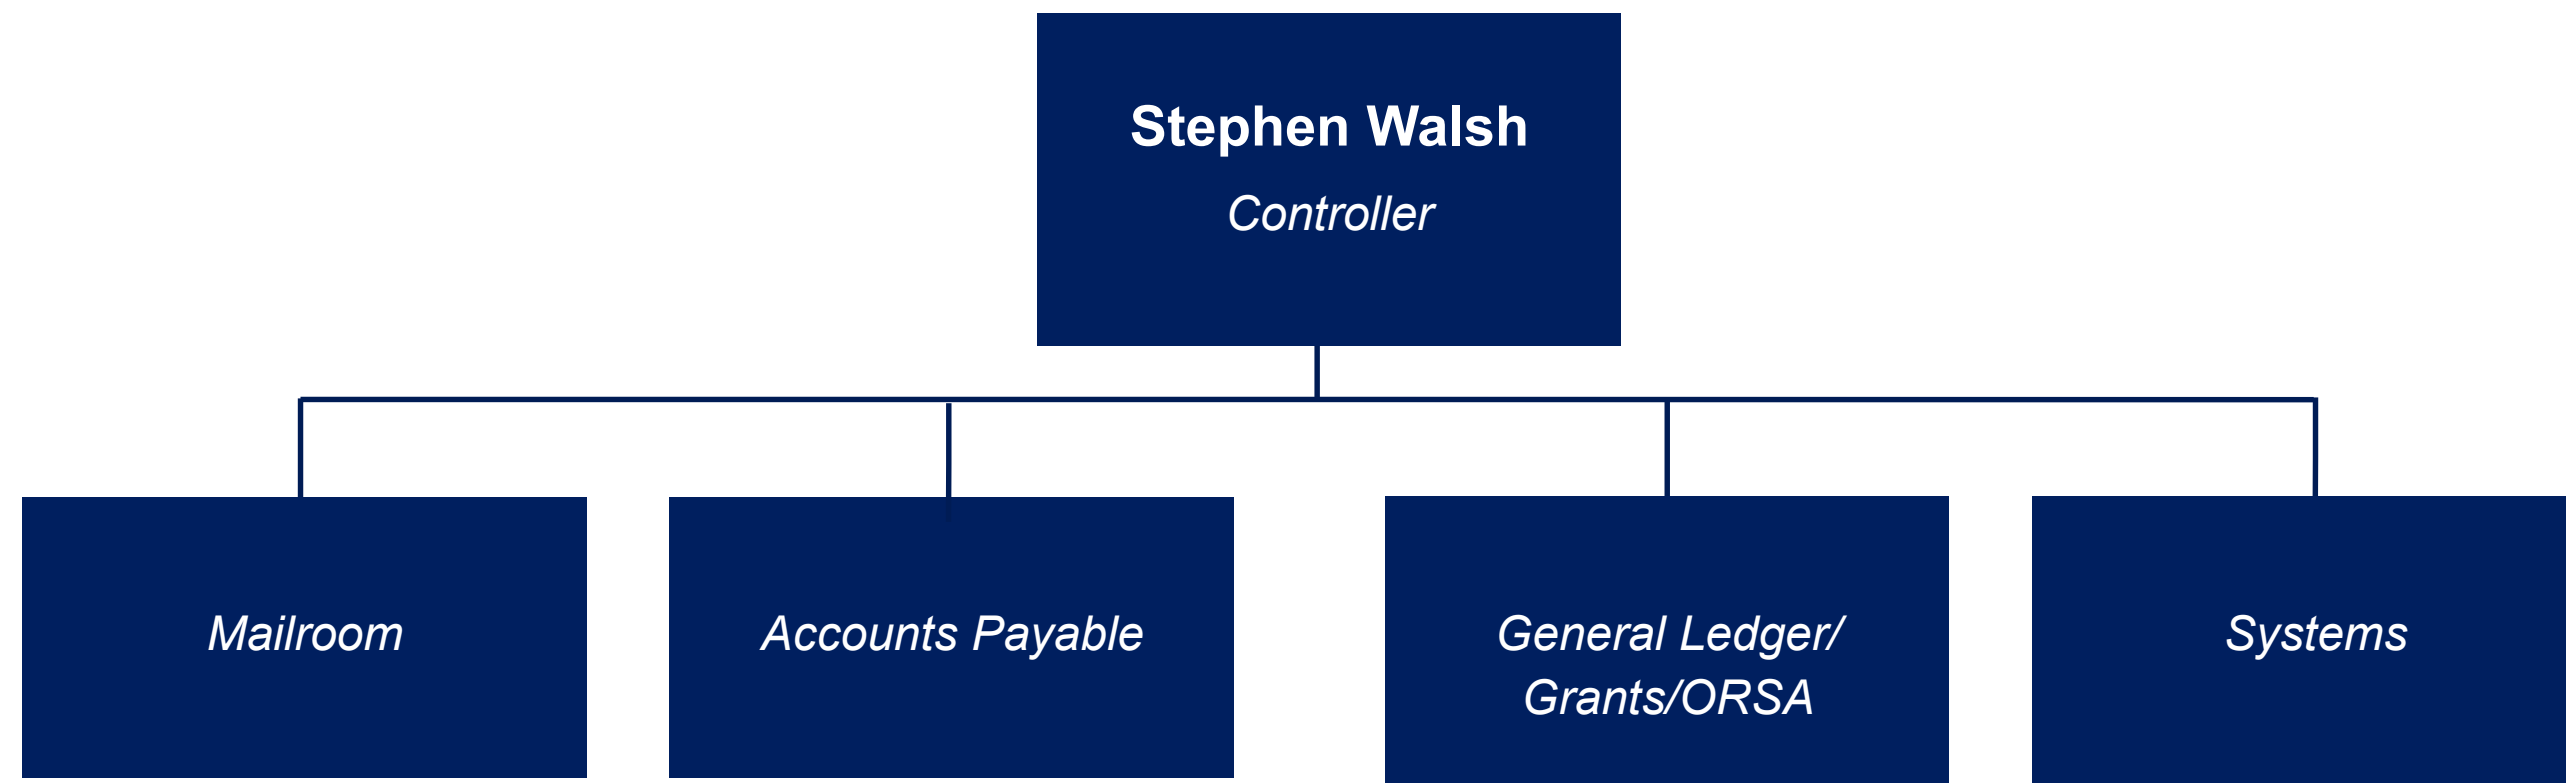 Stephen Walsh
Controller
Mailroom
Accounts Payable
General Ledger/
Grants/ORSA
Systems